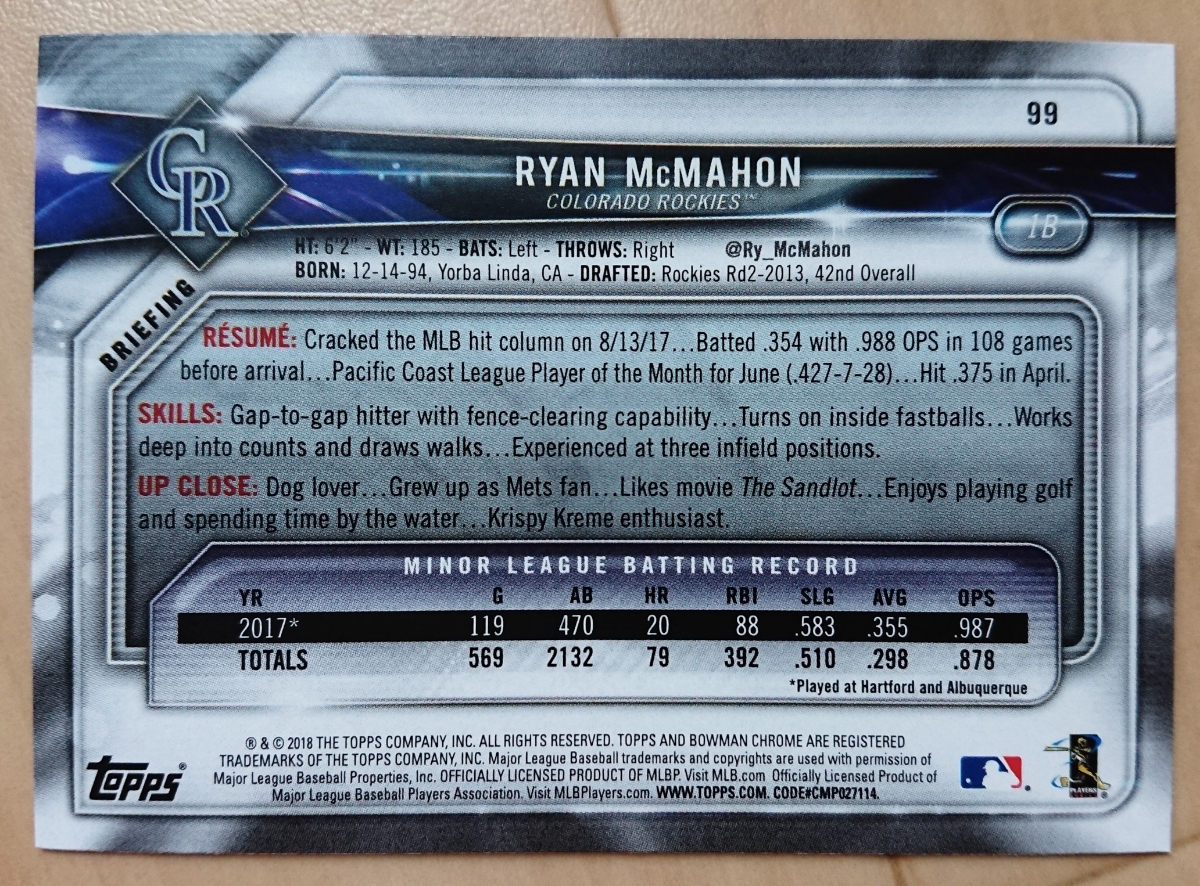 99
CR
RYAN McMAHON
COLORADO ROCKIES™
1B
HT: 6'2" - WT: 185 - BATS: Left - THROWS: Right @Ry_McMahon
BORN: 12-14-94, Yorba Linda, CA - DRAFTED: Rockies Rd2-2013, 42nd Overall
BRIEFING
RÉSUMÉ: Cracked the MLB hit column on 8/13/17...Batted .354 with .988 OPS in 108 games
before arrival...Pacific Coast League Player of the Month for June (.427-7-28)...Hit .375 in April.
SKILLS: Gap-to-gap hitter with fence-clearing capability...Turns on inside fastballs...Works
deep into counts and draws walks...Experienced at three infield positions.
UP CLOSE: Dog lover...Grew up as Mets fan...Likes movie The Sandlot...Enjoys playing golf
and spending time by the water...Krispy Kreme enthusiast.
MINOR LEAGUE BATTING RECORD
YR G AB HR RBI SLG AVG OPS
2017* 119 470 20 88 .583 .355 .987
TOTALS 569 2132 79 392 .510 .298 .878
*Played at Hartford and Albuquerque
® & © 2018 THE TOPPS COMPANY, INC. ALL RIGHTS RESERVED. TOPPS AND BOWMAN CHROME ARE REGISTERED
TRADEMARKS OF THE TOPPS COMPANY, INC. Major League Baseball trademarks and copyrights are used with permission of
Major League Baseball Properties, Inc. OFFICIALLY LICENSED PRODUCT OF MLBP. Visit MLB.com Officially Licensed Product of
Major League Baseball Players Association. Visit MLBPlayers.com. WWW.TOPPS.COM. CODE#CMP027114.
topps®
PLAYERS